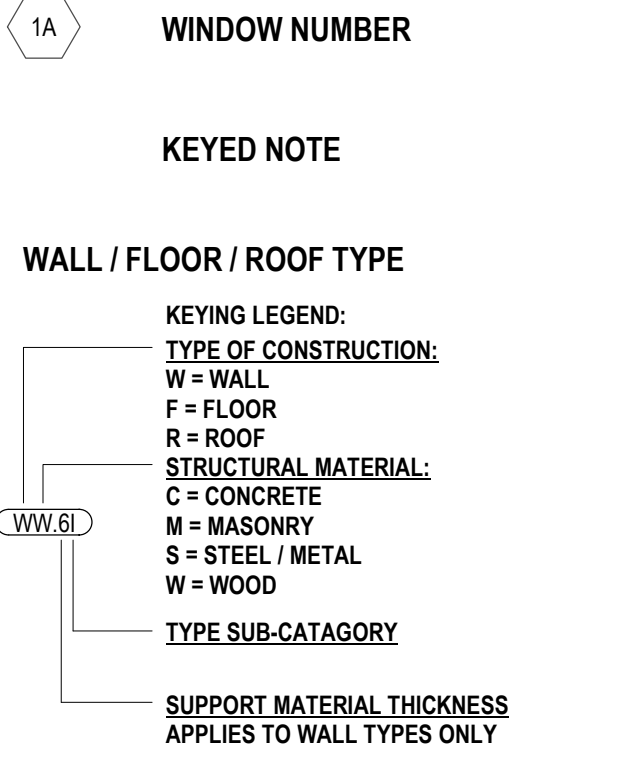 1A WINDOW NUMBER
KEYED NOTE
WALL / FLOOR / ROOF TYPE
KEYING LEGEND:
TYPE OF CONSTRUCTION:
W = WALL
F = FLOOR
R = ROOF
STRUCTURAL MATERIAL:
C = CONCRETE
WW.6I
M = MASONRY
S = STEEL / METAL
W = WOOD
TYPE SUB-CATAGORY
SUPPORT MATERIAL THICKNESS
APPLIES TO WALL TYPES ONLY